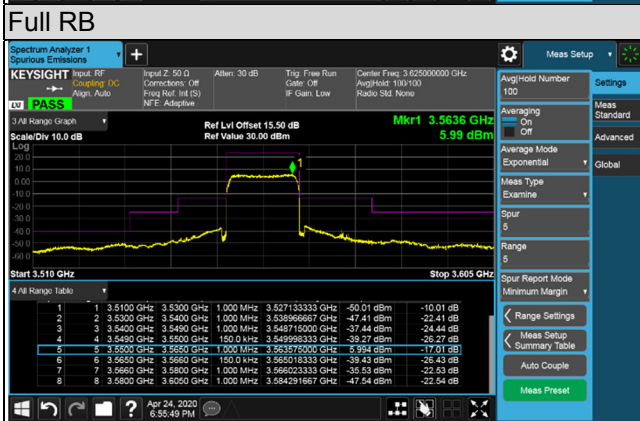 Full RB
Spectrum Analyzer 1
Spurious Emissions
Meas Setup
KEYSIGHT Input: RF
Coupling: DC
Align: Auto
Input Z: 50 Ω
Corrections: Off
Freq Ref: Int (S)
NFE: Adaptive
Atten: 30 dB
Trig: Free Run
Gate: Off
IF Gain: Low
Center Freq: 3.625000000 GHz
Avg|Hold: 100/100
Radio Std: None
LXI PASS
3 All Range Graph
Scale/Div 10.0 dB
Ref Lvl Offset 15.50 dB
Ref Value 30.00 dBm
Mkr1 3.5636 GHz
5.99 dBm
Log
20.0
10.0
0.00
-10.0
-20.0
-30.0
-40.0
-50.0
-60.0
1
Start 3.510 GHz
Stop 3.605 GHz
4 All Range Table
1 1 3.5100 GHz 3.5300 GHz 1.000 MHz 3.527133333 GHz -50.01 dBm -10.01 dB
2 2 3.5300 GHz 3.5400 GHz 1.000 MHz 3.538966667 GHz -47.41 dBm -22.41 dB
3 3 3.5400 GHz 3.5490 GHz 1.000 MHz 3.548715000 GHz -37.44 dBm -24.44 dB
4 4 3.5490 GHz 3.5500 GHz 150.0 kHz 3.549998333 GHz -39.27 dBm -26.27 dB
5 5 3.5500 GHz 3.5650 GHz 1.000 MHz 3.563575000 GHz 5.994 dBm -17.01 dB
6 6 3.5650 GHz 3.5660 GHz 150.0 kHz 3.565018333 GHz -39.43 dBm -26.43 dB
7 7 3.5660 GHz 3.5800 GHz 1.000 MHz 3.566023333 GHz -35.53 dBm -22.53 dB
8 8 3.5800 GHz 3.6050 GHz 1.000 MHz 3.584291667 GHz -47.54 dBm -22.54 dB
Apr 24, 2020
6:55:49 PM
Avg|Hold Number
100
Averaging
On
Off
Average Mode
Exponential
Meas Type
Examine
Spur
5
Range
5
Spur Report Mode
Minimum Margin
Range Settings
Meas Setup
Summary Table
Auto Couple
Meas Preset
Settings
Meas
Standard
Advanced
Global